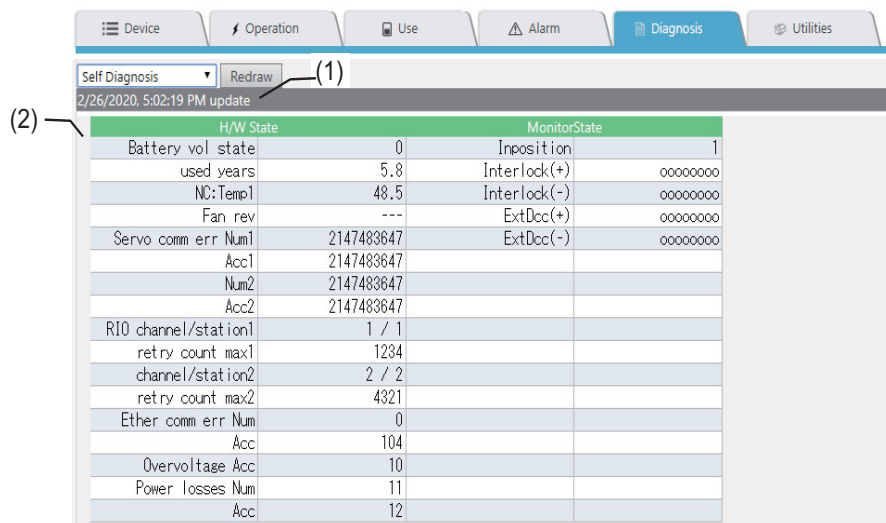 Device Operation Use Alarm Diagnosis Utilities
Self Diagnosis Redraw (1)
2/26/2020, 5:02:19 PM update
(2)
H/W State MonitorState
Battery vol state 0 Inposition 1
used years 5.8 Interlock(+) oooooooo
NC:Temp1 48.5 Interlock(-) oooooooo
Fan rev --- ExtDcc(+) oooooooo
Servo comm err Num1 2147483647 ExtDcc(-) oooooooo
Acc1 2147483647
Num2 2147483647
Acc2 2147483647
RIO channel/station1 1 / 1
retry count max1 1234
channel/station2 2 / 2
retry count max2 4321
Ether comm err Num 0
Acc 104
Overvoltage Acc 10
Power losses Num 11
Acc 12